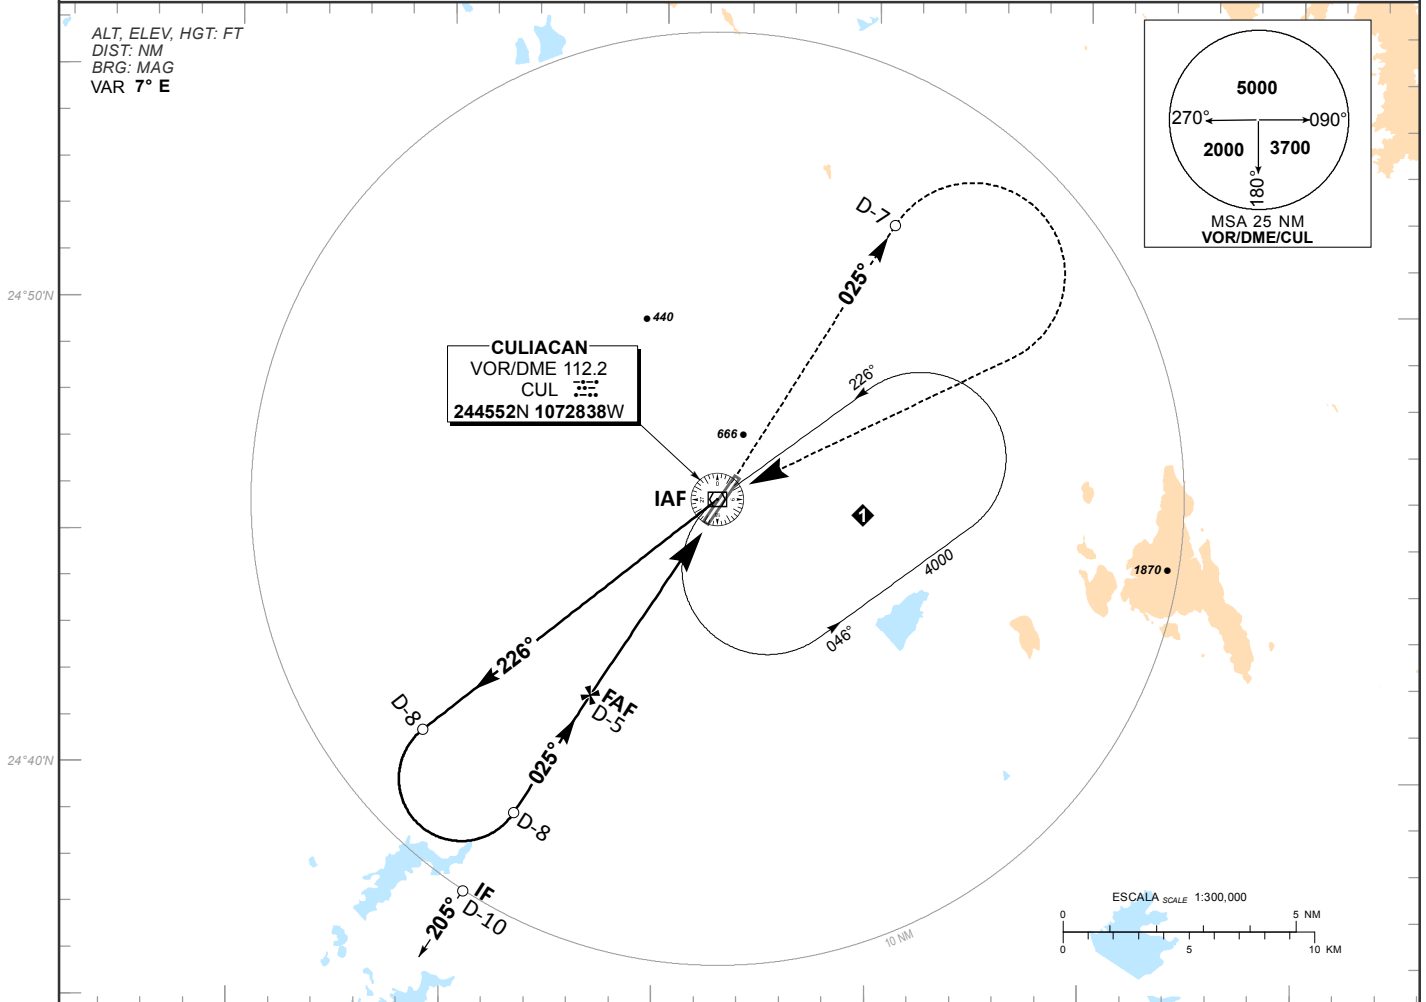 ALT, ELEV, HGT: FT
DIST: NM
BRG: MAG
VAR 7° E
5000
270°
090°
2000
3700
180°
MSA 25 NM
VOR/DME/CUL
D-7
025°
24°50'N
440
CULIACAN
VOR/DME 112.2
CUL
244552N 1072838W
226°
666
IAF
0
1
4000
1870
046°
226°
FAF
D-5
D-8
025°
24°40'N
D-8
IF
D-10
205°
10 NM
ESCALA SCALE 1:300,000
0 5 NM
0 5 10 KM